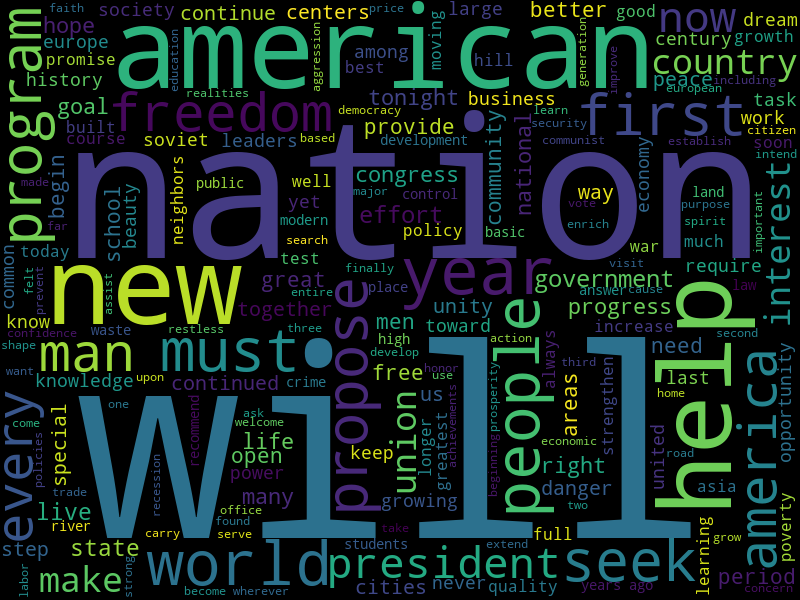 faith society continue centers price better large good now dream
program american hope europe among moving hill generation improve century growth
promise education aggression best country
history realities freedom tonight business first peace including
goal built soviet leaders provide european task
course based democracy learn work citizen
nation development community national security communist establish soon intend
begin school beauty neighbors public well congress major control way economy land purpose important interest
yet modern effort policy basic enrich vote spirit
common today search war much
made far felt prevent new assist test great finally year government visit answer cause require law
entire place unity progress
know together men toward increase
confidence waste restless three propose high people action second
shape man must develop always third need help america opportunity
want knowledge upon continued crime free honor us prosperity areas strengthen last home
every special one ask welcome life union use longer greatest achievements economic united road
come policies recommend open keep right
live power many growing danger asia poverty
trade recession will office beginning two
river found take
step state carry serve full learning grow
labor strong world president students extend seek period
make become wherever cities never quality years ago concern